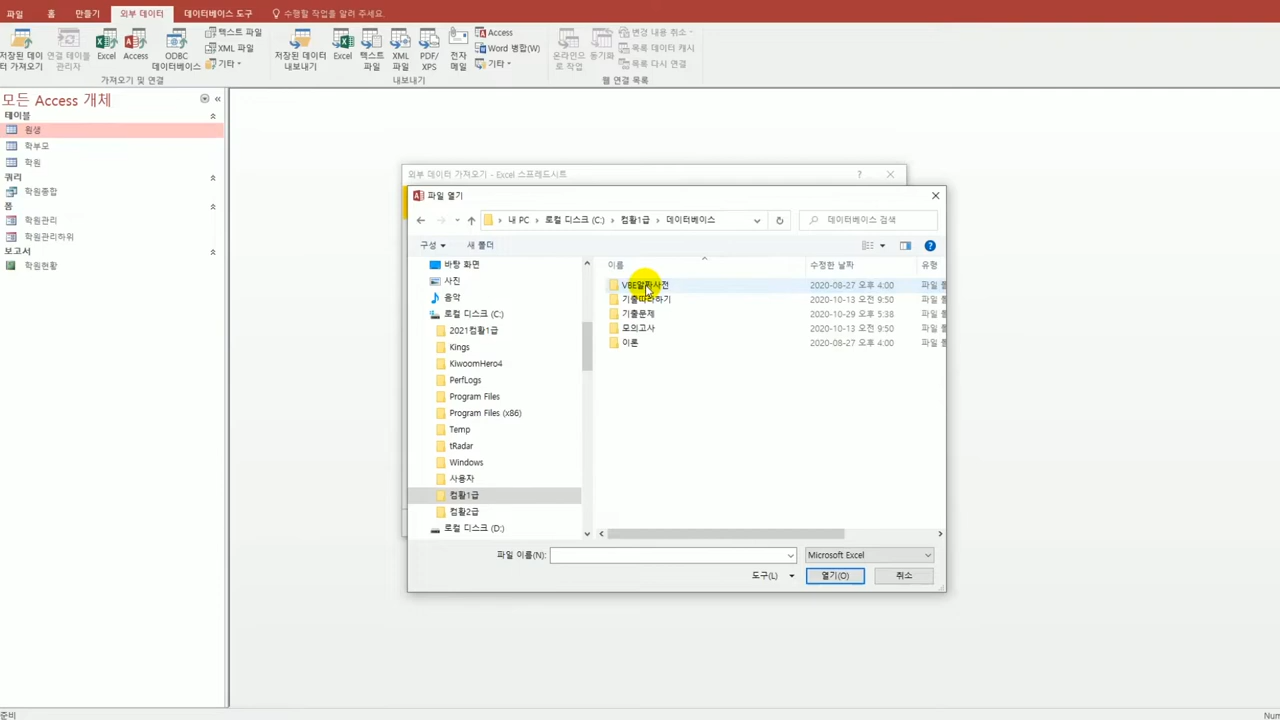 파일 홈 만들기 외부 데이터 데이터베이스 도구 수행할 작업을 알려 주세요.
저장된 데이터 가져오기 연결 테이블 관리자 Excel Access ODBC 데이터베이스 텍스트 파일 XML 파일 기타
저장된 데이터 내보내기 Excel 텍스트 파일 XML 파일 PDF/XPS 전자 메일 Access Word 병합(W) 기타
온라인으로 작업 동기화 변경 내용 취소 목록 데이터 캐시 목록 다시 연결
가져오기 및 연결 내보내기 웹 연결 목록
모든 Access 개체
테이블
원생
학부모
학원
쿼리
학원종합
폼
학원관리
학원관리하위
보고서
학원현황
외부 데이터 가져오기 - Excel 스프레드시트
파일 열기
내 PC 로컬 디스크 (C:) 컴활1급 데이터베이스 데이터베이스 검색
구성 새 폴더
바탕 화면
사진
음악
로컬 디스크 (C:)
2021컴활1급
Kings
KiwoomHero4
PerfLogs
Program Files
Program Files (x86)
Temp
tRadar
Windows
사용자
컴활1급
컴활2급
로컬 디스크 (D:)
이름 수정한 날짜 유형
VBE알짜사전 2020-08-27 오후 4:00 파일 폴
기출따라하기 2020-10-13 오전 9:50 파일 폴
기출문제 2020-10-29 오후 5:38 파일 폴
모의고사 2020-10-13 오전 9:50 파일 폴
이론 2020-08-27 오후 4:00 파일 폴
파일 이름(N): Microsoft Excel
도구(L) 열기(O) 취소
준비 Num